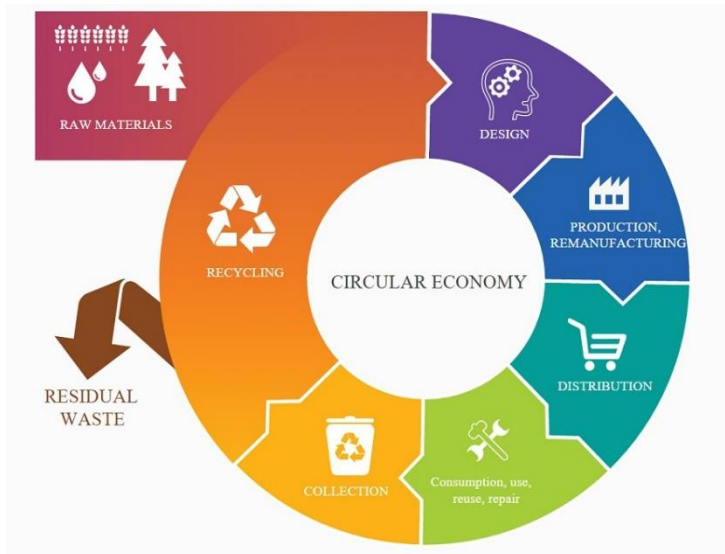 RAW MATERIALS
DESIGN
PRODUCTION,
REMANUFACTURING
RECYCLING
CIRCULAR ECONOMY
DISTRIBUTION
RESIDUAL
WASTE
COLLECTION
Consumption, use,
reuse, repair